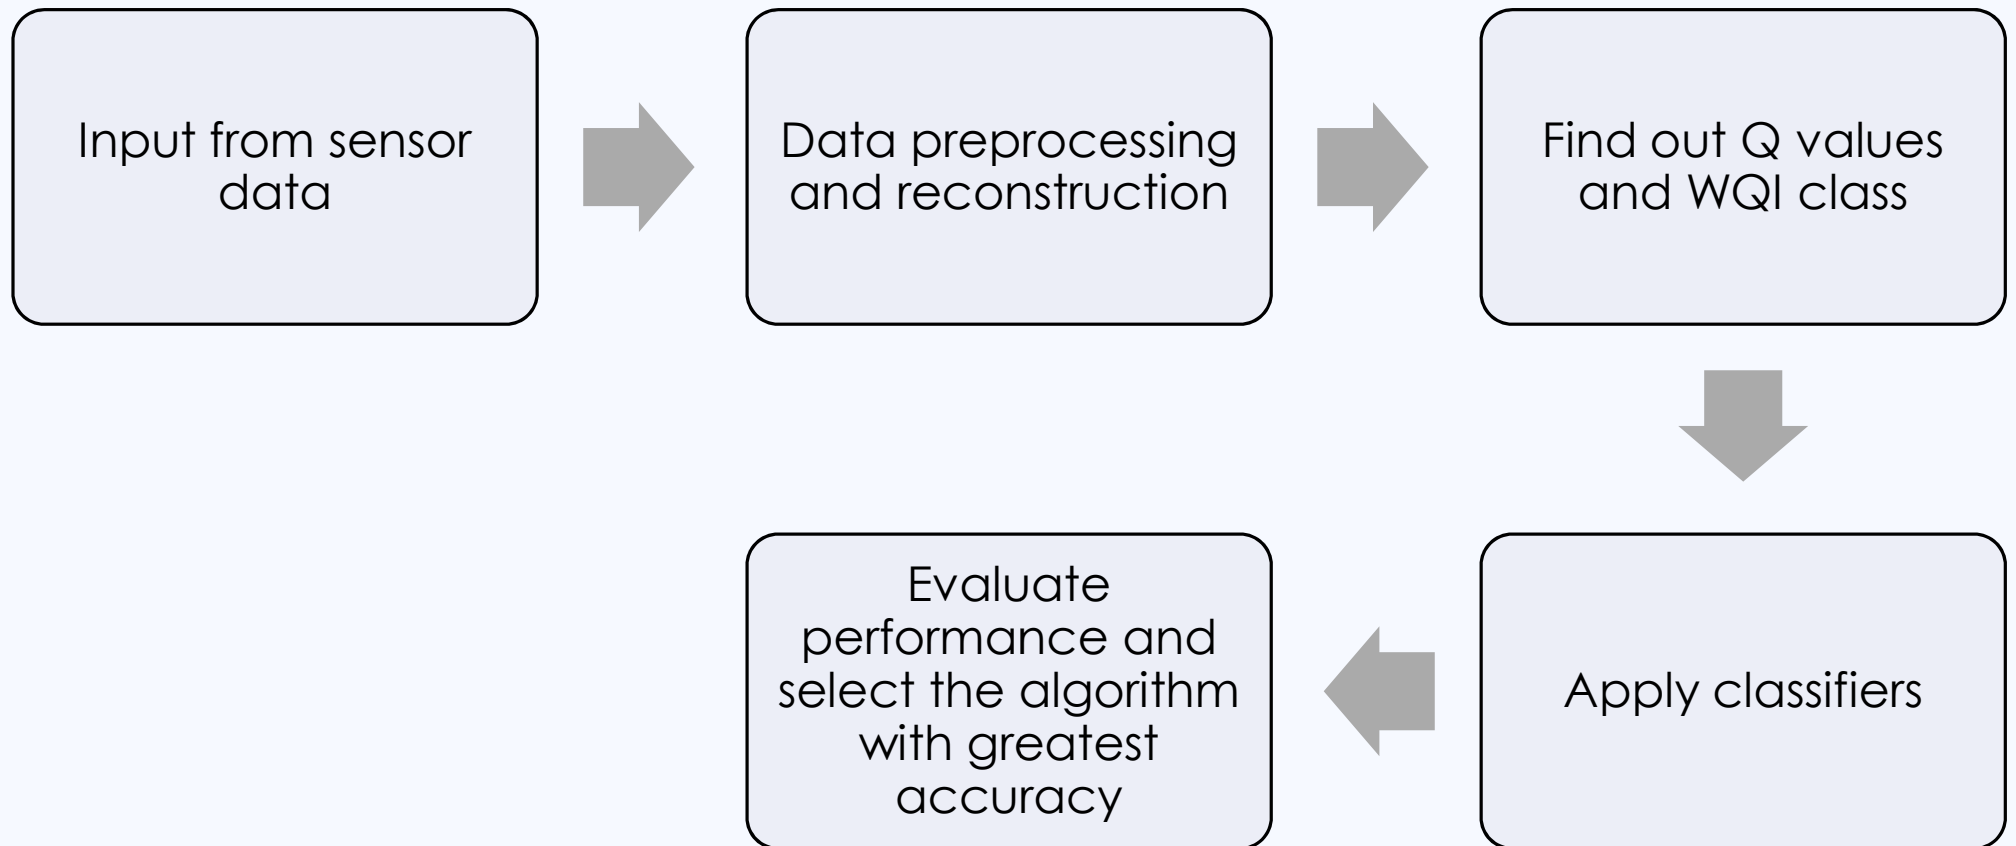 Input from sensor
data
Data preprocessing
and reconstruction
Find out Q values
and WQI class
Apply classifiers
Evaluate
performance and
select the algorithm
with greatest
accuracy